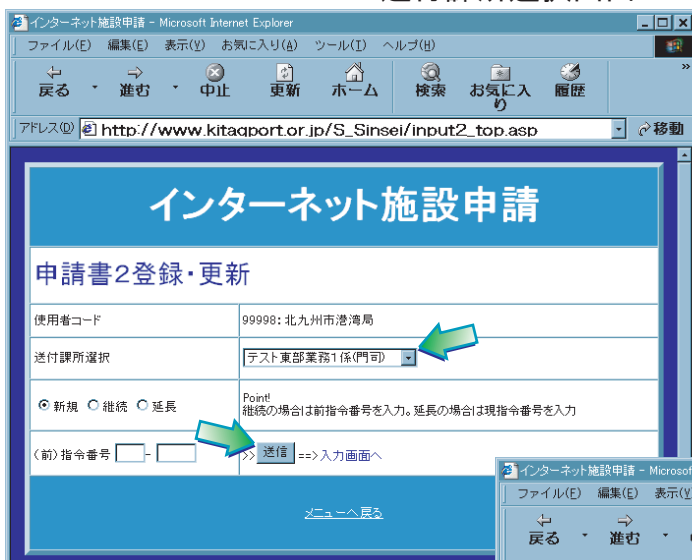 インターネット施設申請 - Microsoft Internet Explorer
ファイル(F) 編集(E) 表示(V) お気に入り(A) ツール(T) ヘルプ(H)
戻る 進む 中止 更新 ホーム 検索 お気に入り 履歴 »
アドレス(D) http://www.kitaqport.or.jp/S_Sinsei/input2_top.asp 移動
インターネット施設申請
申請書2登録・更新
使用者コード 99998:北九州市港湾局
送付課所選択 テスト東部業務1係(門司)
新規 継続 延長 Point!
継続の場合は前指令番号を入力。延長の場合は現指令番号を入力
(前)指令番号 - >> 送信 ==>入力画面へ
メニューへ戻る
インターネット施設申請 - Microsof
ファイル(F) 編集(E) 表示(V
戻る 進む